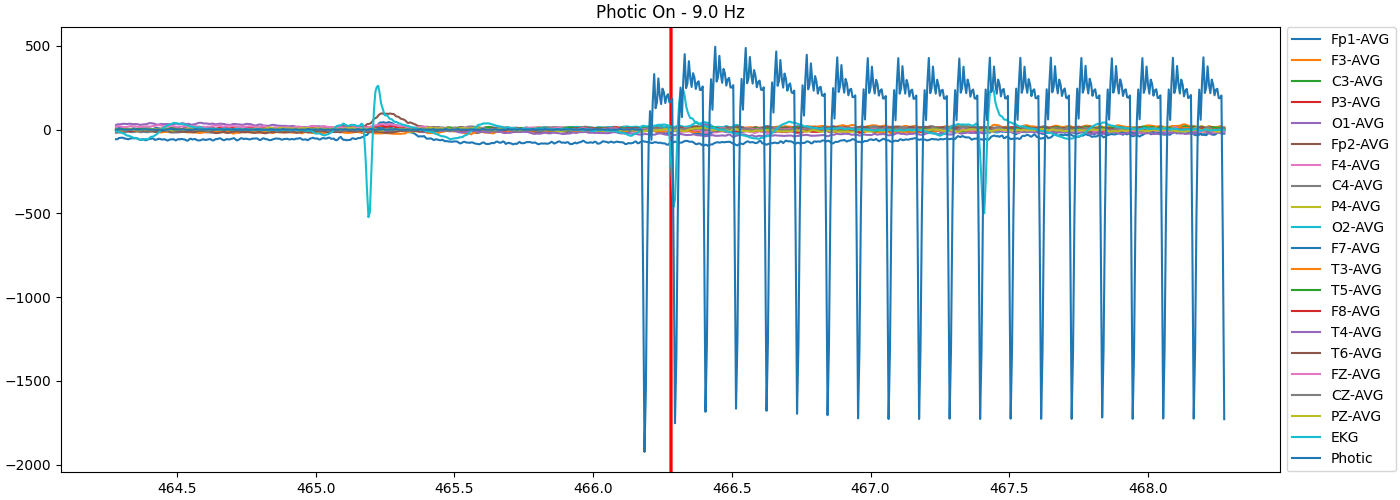 Photic On - 9.0 Hz
500
0
−500
−1000
−1500
−2000
464.5 465.0 465.5 466.0 466.5 467.0 467.5 468.0
Fp1-AVG
F3-AVG
C3-AVG
P3-AVG
O1-AVG
Fp2-AVG
F4-AVG
C4-AVG
P4-AVG
O2-AVG
F7-AVG
T3-AVG
T5-AVG
F8-AVG
T4-AVG
T6-AVG
FZ-AVG
CZ-AVG
PZ-AVG
EKG
Photic